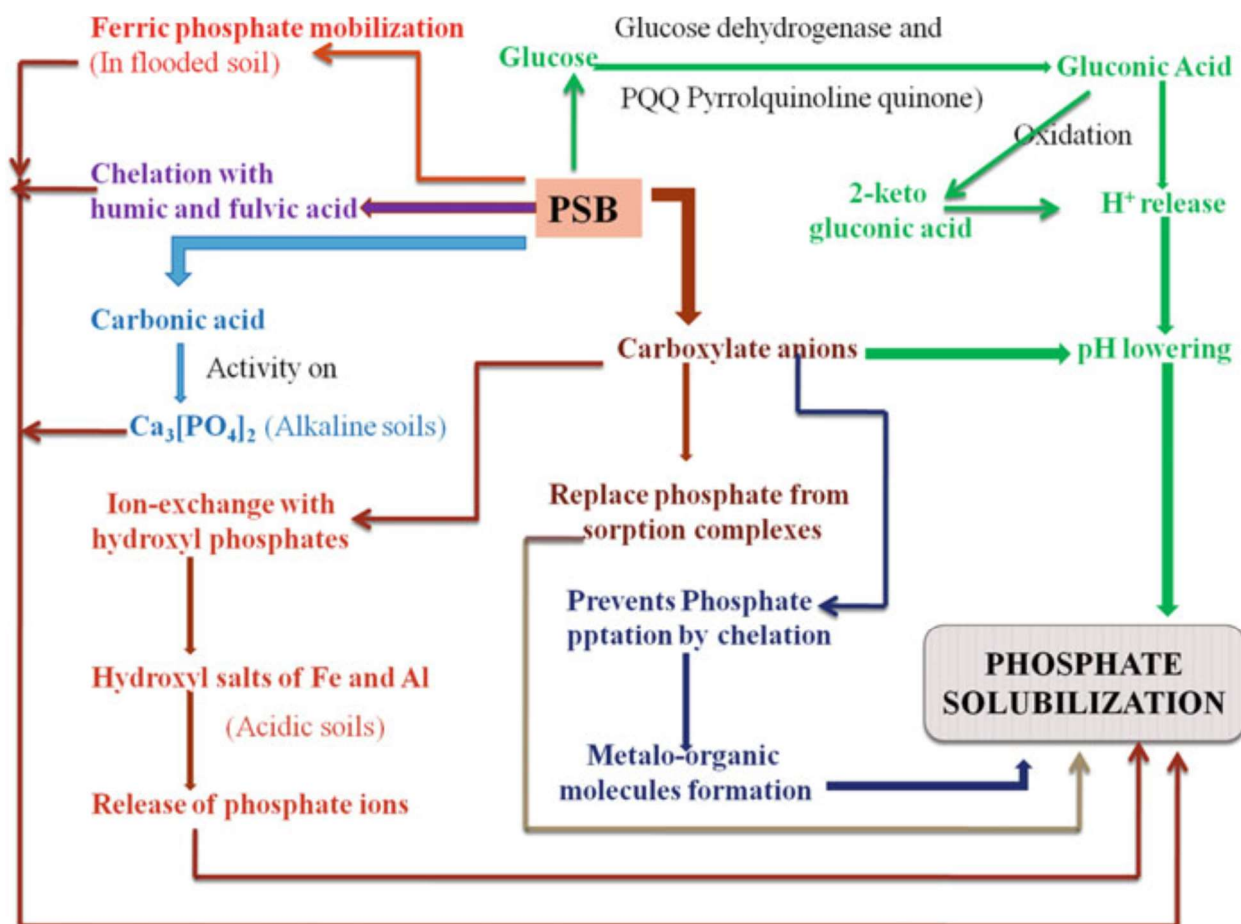 Ferric phosphate mobilization
(In flooded soil)
Glucose dehydrogenase and
Glucose
Gluconic Acid
PQQ Pyrrolquinoline quinone)
Oxidation
Chelation with
humic and fulvic acid
PSB
2-keto
gluconic acid
H⁺ release
Carbonic acid
Activity on
Carboxylate anions
pH lowering
Ca₃[PO₄]₂ (Alkaline soils)
Ion-exchange with
hydroxyl phosphates
Replace phosphate from
sorption complexes
Prevents Phosphate
pptation by chelation
Hydroxyl salts of Fe and Al
(Acidic soils)
PHOSPHATE
SOLUBILIZATION
Metalo-organic
molecules formation
Release of phosphate ions